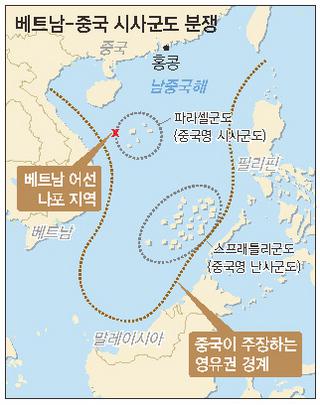 베트남-중국 시사군도 분쟁
중국
홍콩
남중국해
파라셀군도
(중국명 시사군도)
베트남 어선
나포 지역
필리핀
베트남
스프래틀리군도
(중국명 난사군도)
말레이시아
중국이 주장하는
영유권 경계